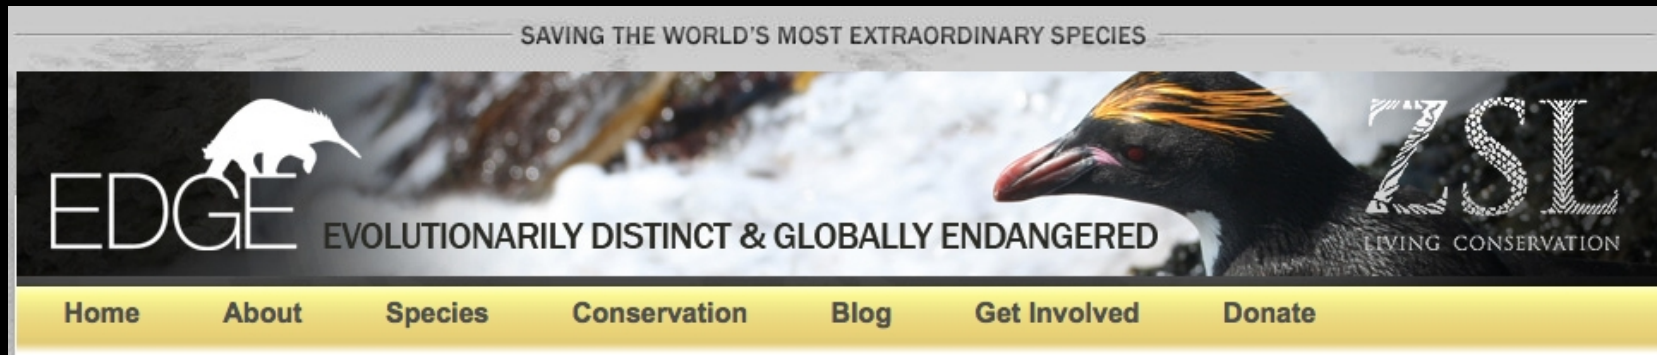 SAVING THE WORLD'S MOST EXTRAORDINARY SPECIES
EDGE
EVOLUTIONARILY DISTINCT & GLOBALLY ENDANGERED
ZSL
LIVING CONSERVATION
Home About Species Conservation Blog Get Involved Donate